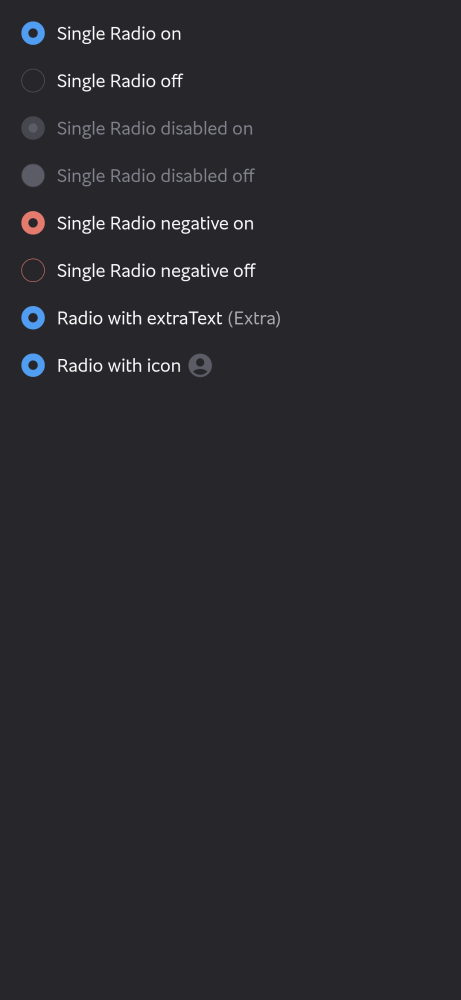 Single Radio on
Single Radio off
Single Radio disabled on
Single Radio disabled off
Single Radio negative on
Single Radio negative off
Radio with extraText (Extra)
Radio with icon